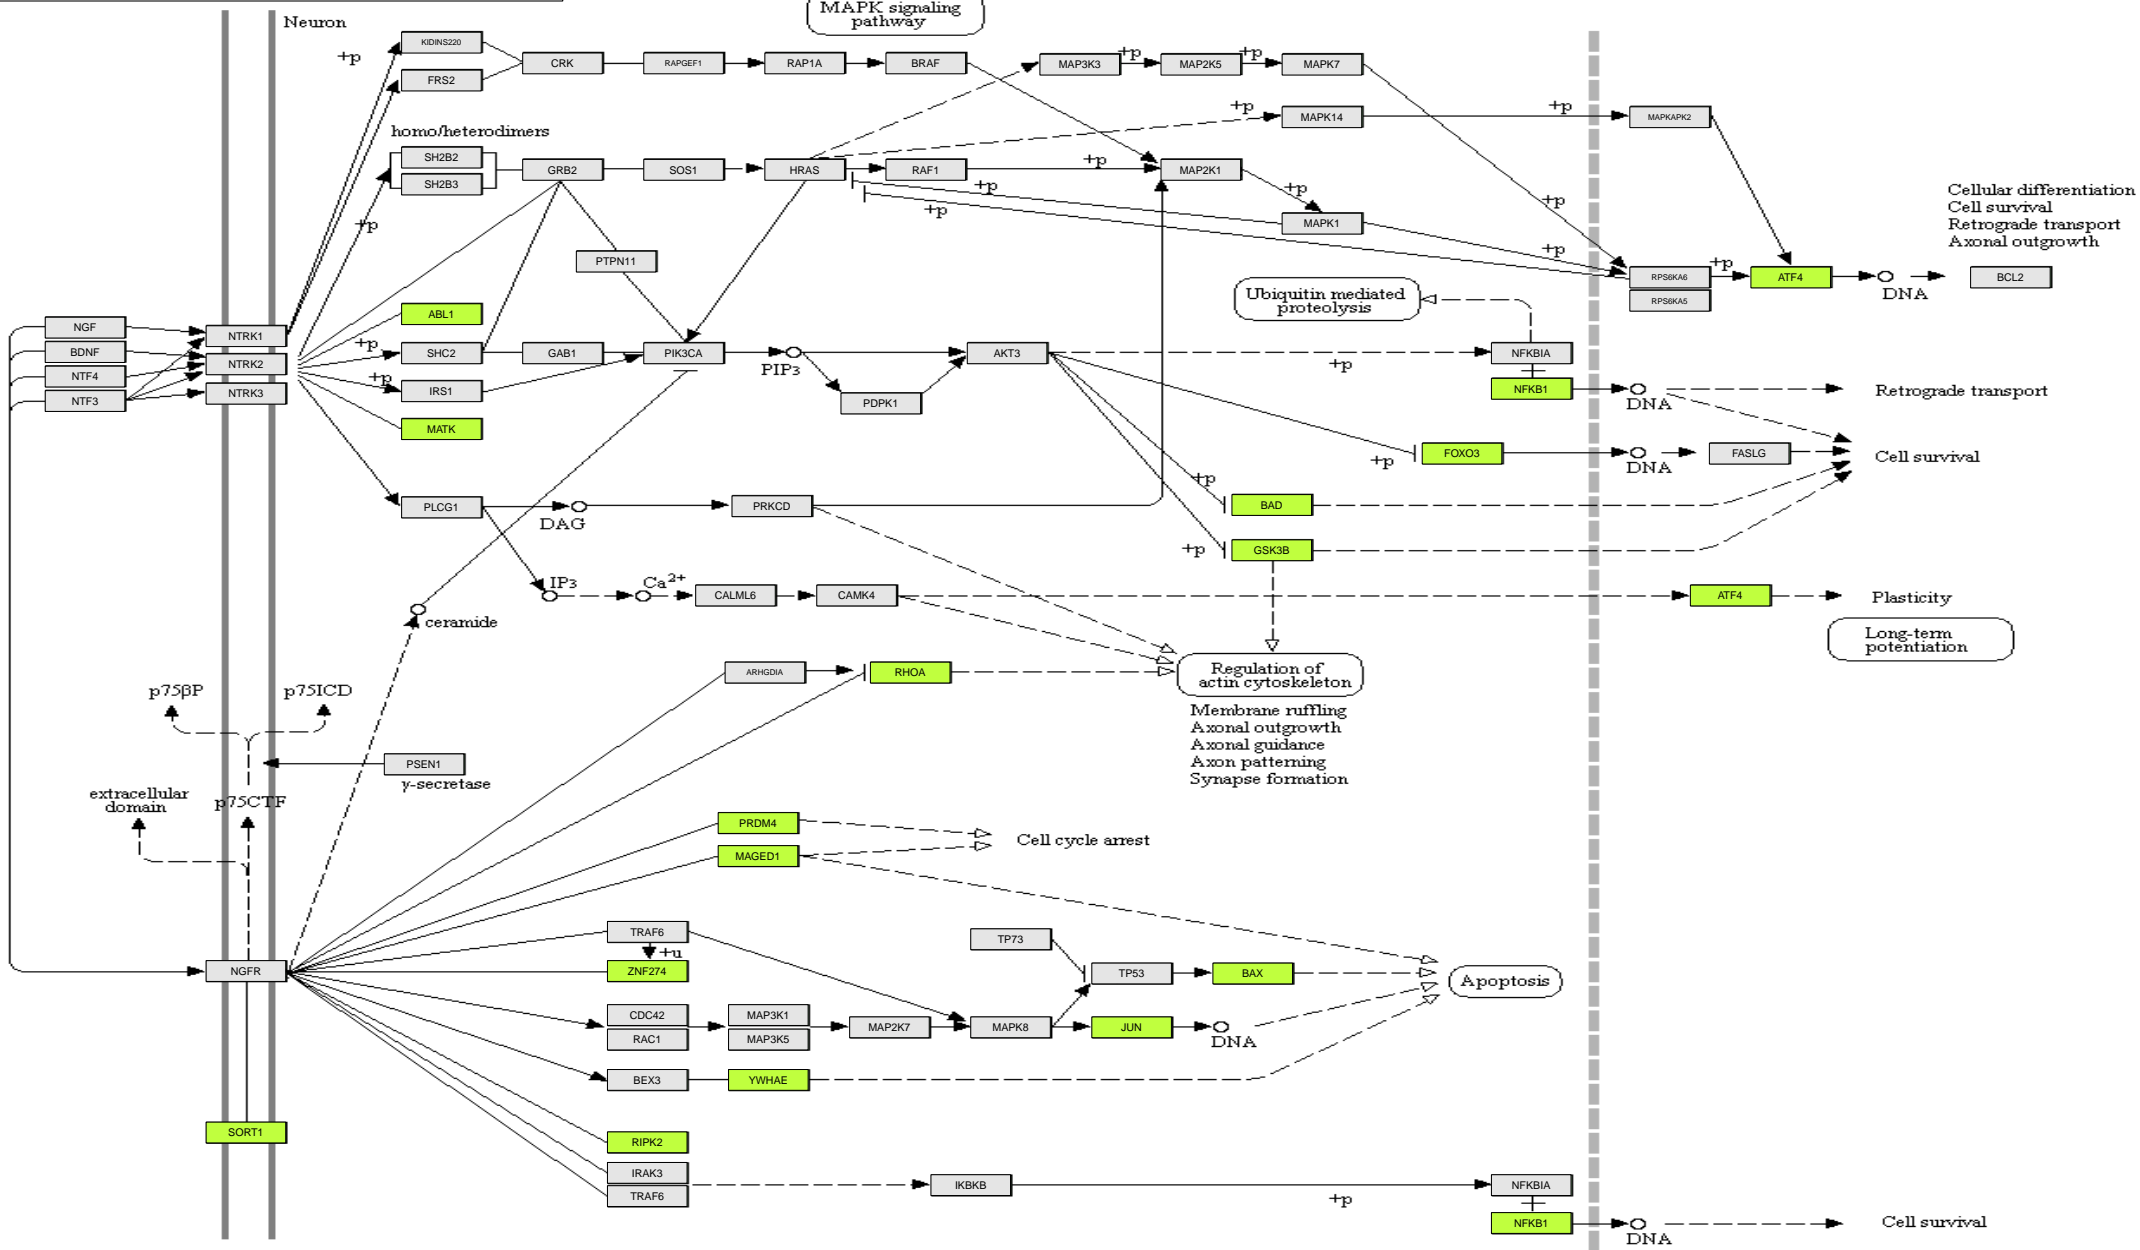 MAPK signaling
pathway
Neuron
+p
KIDINS220
FRS2
CRK
RAPGEF1
RAP1A
BRAF
MAP3K3
+p
MAP2K5
+p
MAPK7
+p
MAPK14
+p
MAPKAPK2
homo/heterodimers
SH2B2
SH2B3
GRB2
SOS1
HRAS
RAF1
+p
MAP2K1
+p
+p
+p
MAPK1
+p
+p
+p
Cellular differentiation
Cell survival
Retrograde transport
Axonal outgrowth
PTPN11
RPS6KA6
RPS6KA5
+p
ATF4
DNA
BCL2
Ubiquitin mediated
proteolysis
NGF
BDNF
NTF4
NTF3
NTRK1
NTRK2
NTRK3
ABL1
+p
SHC2
GAB1
PIK3CA
PIP3
AKT3
+p
NFKBIA
+p
IRS1
PDPK1
NFKB1
DNA
Retrograde transport
MATK
+p
FOXO3
DNA
FASLG
Cell survival
+p
BAD
PLCG1
DAG
PRKCD
+p
GSK3B
IP3
Ca2+
CALML6
CAMK4
ATF4
Plasticity
ceramide
Long-term
potentiation
ARHGDIA
RHOA
Regulation of
actin cytoskeleton
Membrane ruffling
Axonal outgrowth
Axonal guidance
Axon patterning
Synapse formation
p75βP
p75ICD
PSEN1
γ-secretase
extracellular
domain
p75CTF
PRDM4
MAGED1
Cell cycle arrest
TRAF6
+u
ZNF274
TP73
TP53
BAX
Apoptosis
NGFR
CDC42
RAC1
MAP3K1
MAP3K5
MAP2K7
MAPK8
JUN
DNA
BEX3
YWHAE
SORT1
RIPK2
IRAK3
TRAF6
IKBKB
+p
NFKBIA
NFKB1
DNA
Cell survival